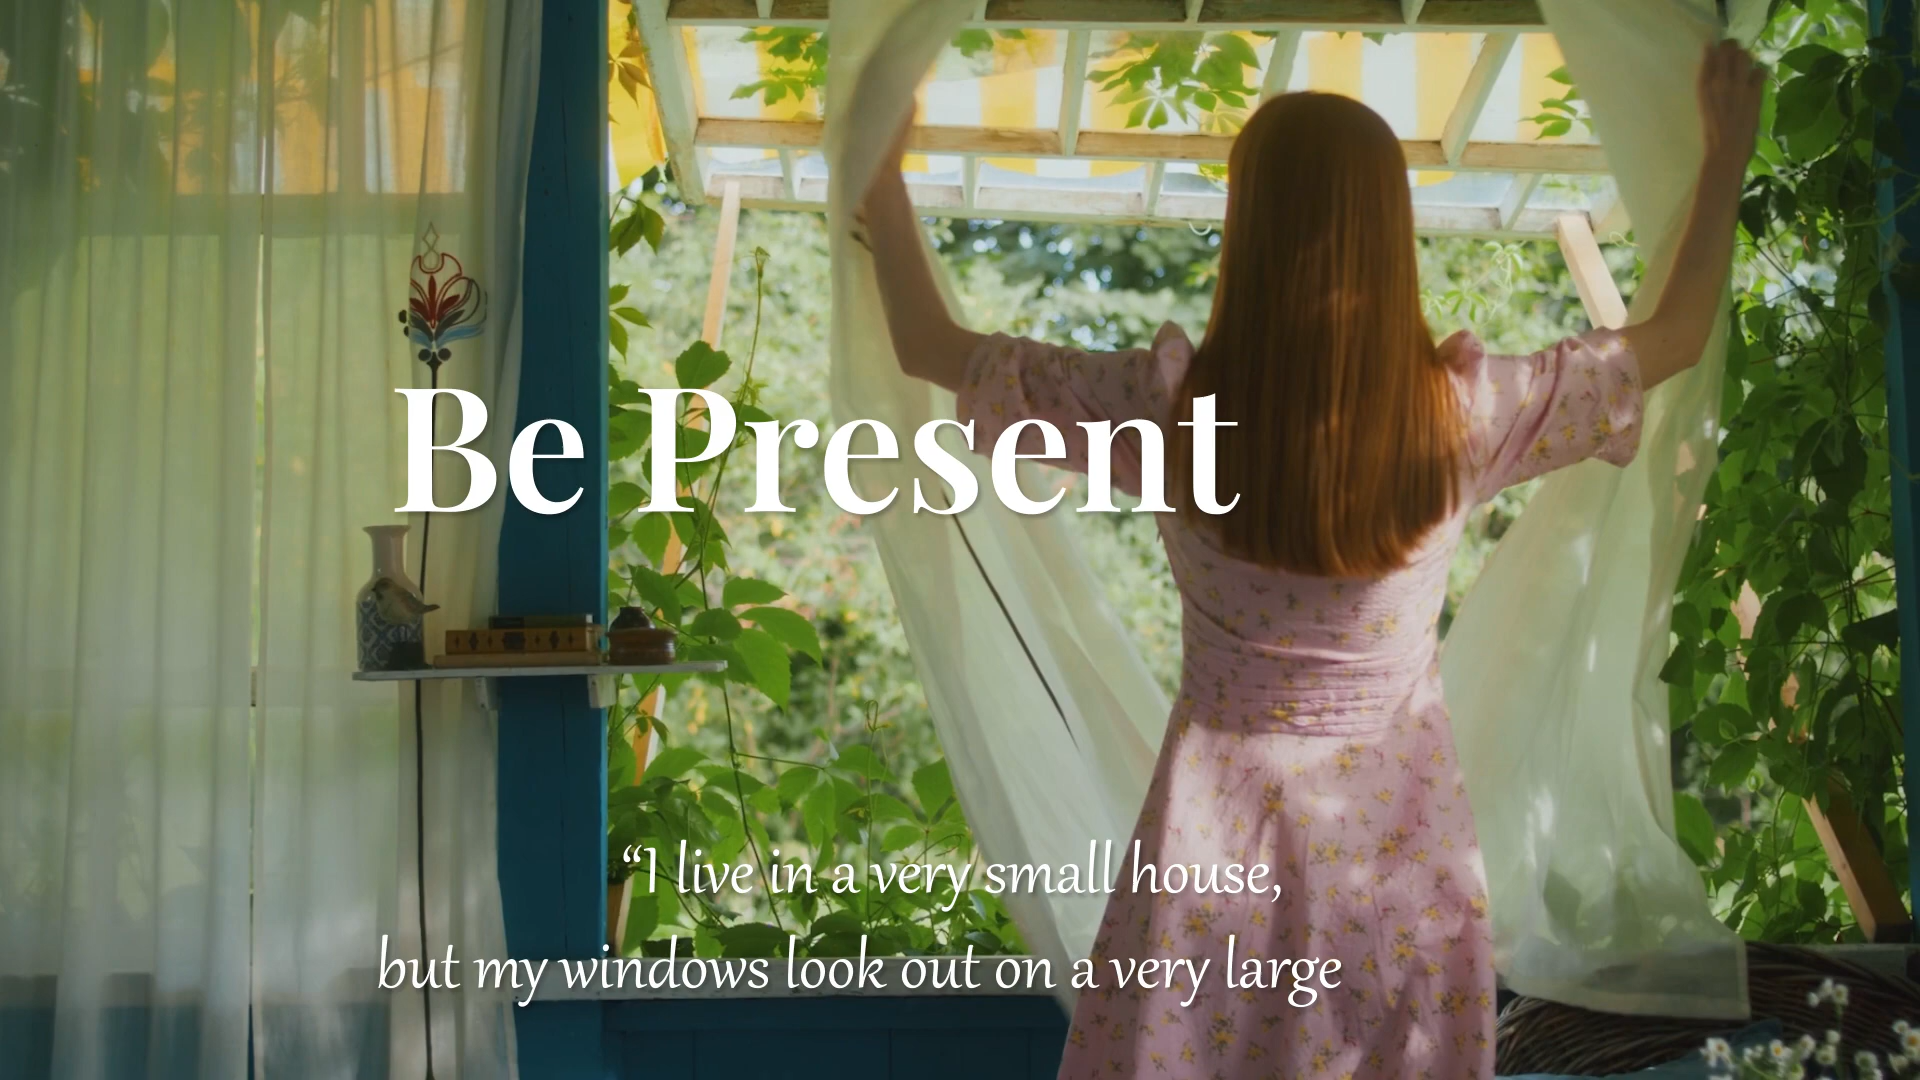 Be Present
“I live in a very small house,
but my windows look out on a very large